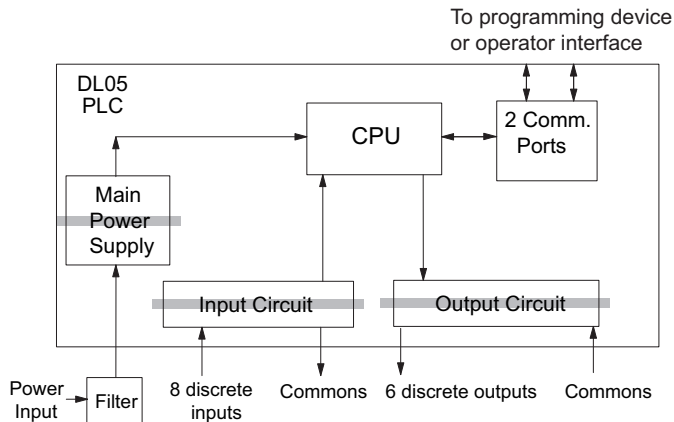 To programming device
or operator interface
DL05
PLC
CPU
2 Comm.
Ports
Main
Power
Supply
Input Circuit
Output Circuit
Power
Input
Filter
8 discrete
inputs
Commons
6 discrete outputs
Commons